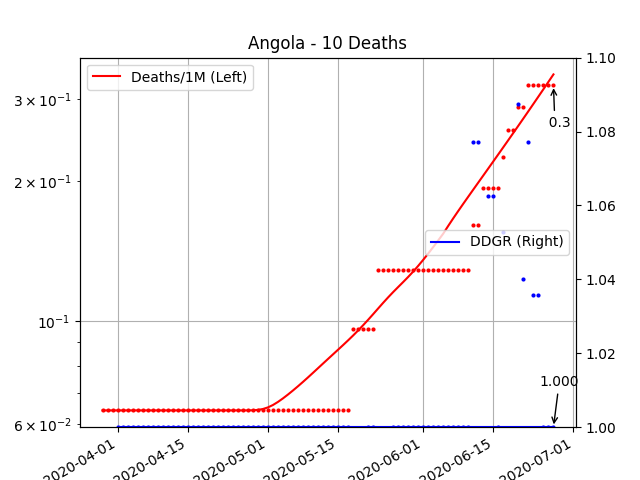 Angola - 10 Deaths
Deaths/1M (Left)
DDGR (Right)
3 × 10⁻¹
2 × 10⁻¹
10⁻¹
6 × 10⁻²
1.10
1.08
1.06
1.04
1.02
1.00
0.3
1.000
2020-04-01
2020-04-15
2020-05-01
2020-05-15
2020-06-01
2020-06-15
2020-07-01